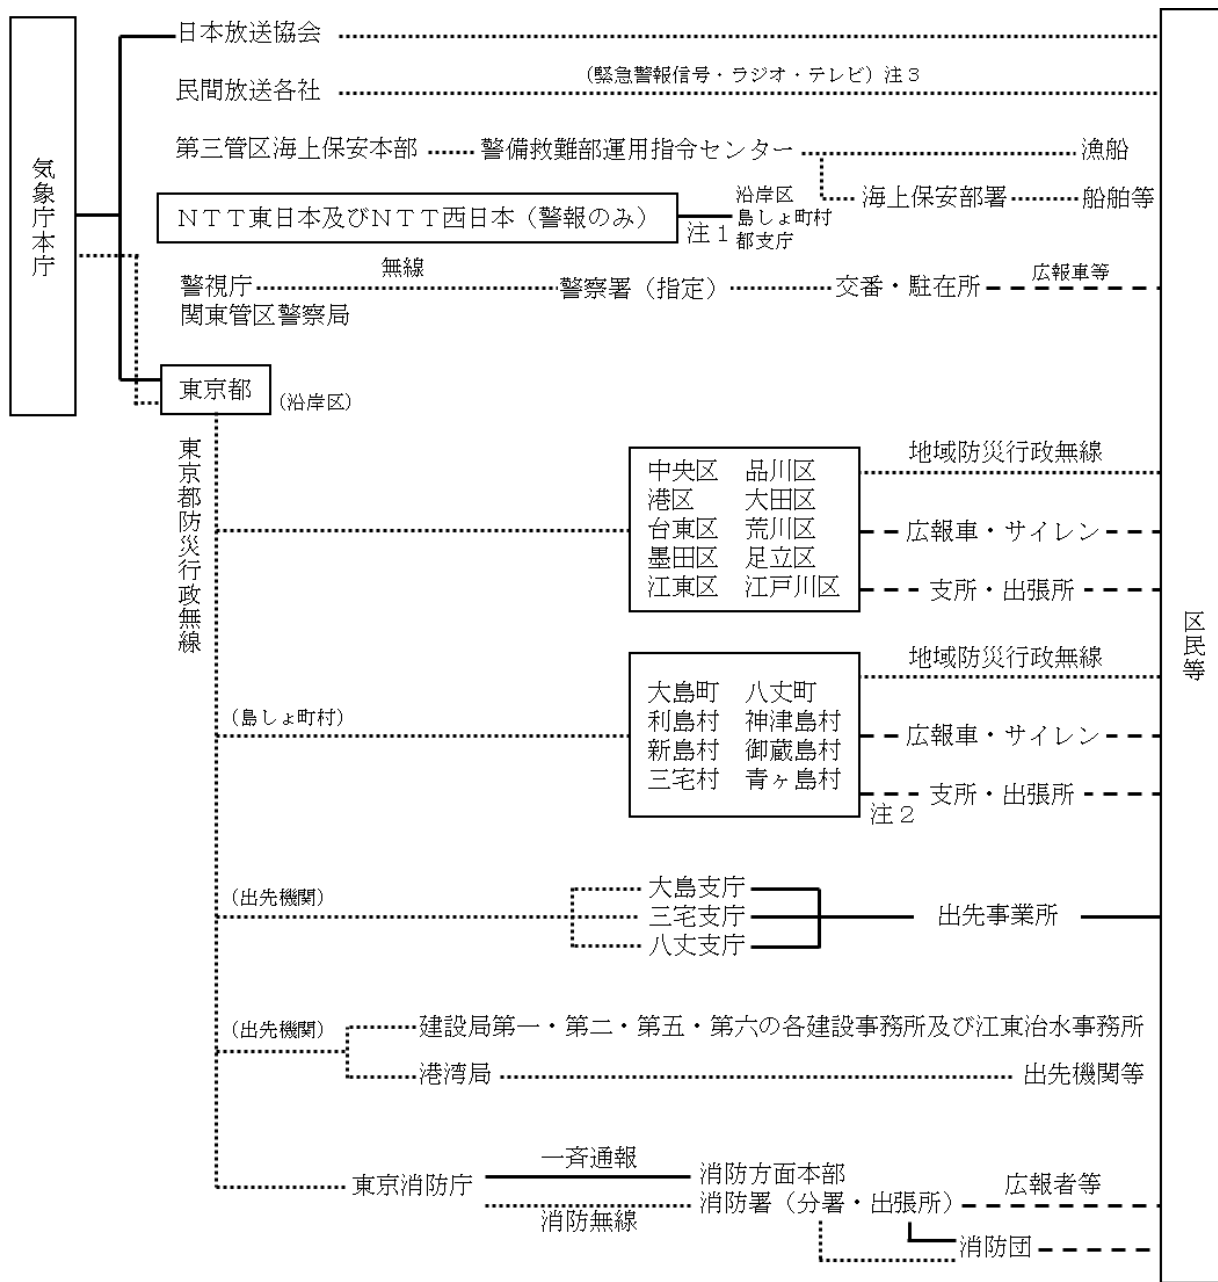 気象庁本庁
日本放送協会
（緊急警報信号・ラジオ・テレビ）注３
民間放送各社
第三管区海上保安本部
警備救難部運用指令センター
漁船
海上保安部署
船舶等
ＮＴＴ東日本及びＮＴＴ西日本（警報のみ）
注１
沿岸区
島しょ町村
都支庁
無線
警視庁
関東管区警察局
警察署（指定）
交番・駐在所
広報車等
東京都
（沿岸区）
東京都防災行政無線
中央区　品川区
港区　大田区
台東区　荒川区
墨田区　足立区
江東区　江戸川区
地域防災行政無線
広報車・サイレン
支所・出張所
区民等
（島しょ町村）
大島町　八丈町
利島村　神津島村
新島村　御蔵島村
三宅村　青ヶ島村
注２
地域防災行政無線
広報車・サイレン
支所・出張所
（出先機関）
大島支庁
三宅支庁
八丈支庁
出先事業所
（出先機関）
建設局第一・第二・第五・第六の各建設事務所及び江東治水事務所
港湾局
出先機関等
東京消防庁
一斉通報
消防無線
消防方面本部
消防署（分署・出張所）
広報者等
消防団